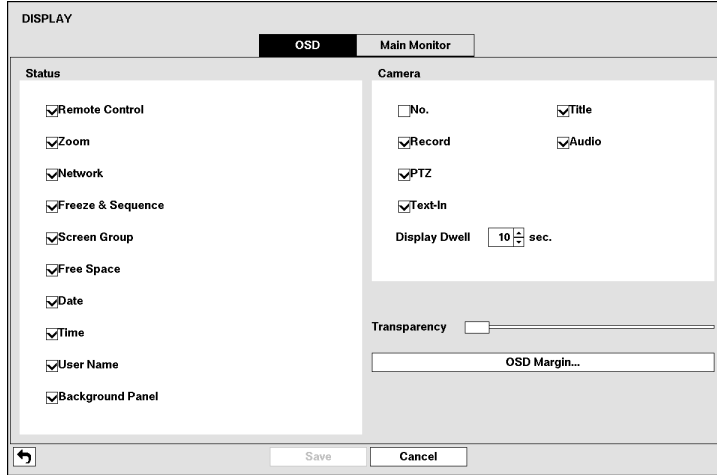 DISPLAY
OSD
Main Monitor
Status
Remote Control
Zoom
Network
Freeze & Sequence
Screen Group
Free Space
Date
Time
User Name
Background Panel
Camera
No.
Title
Record
Audio
PTZ
Text-In
Display Dwell 10 sec.
Transparency
OSD Margin...
Save
Cancel